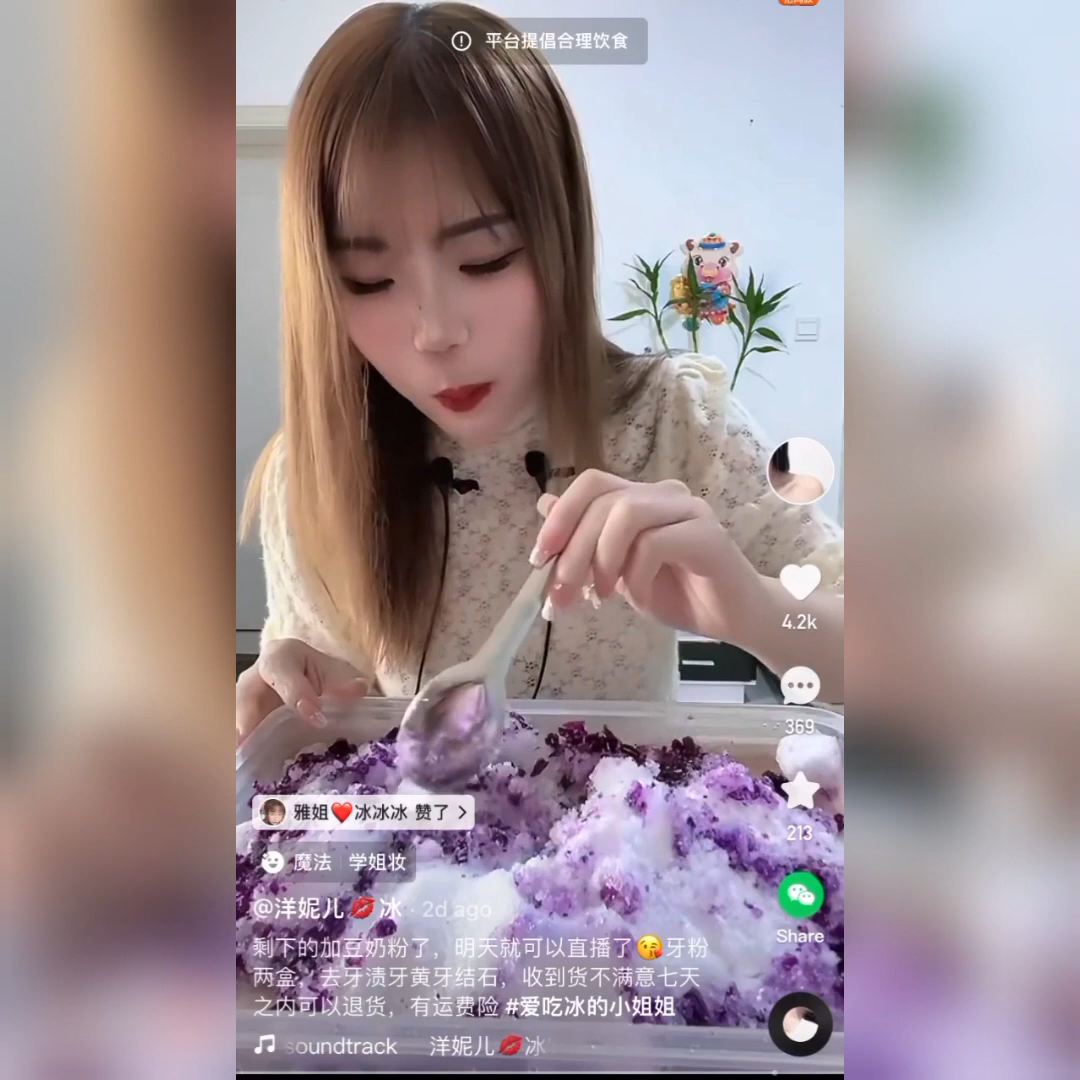 平台提倡合理饮食
4.2k
369
雅姐❤️冰冰冰 赞了 >
213
魔法 | 学姐妆
@洋妮儿💋冰 · 2d ago
Share
剩下的加豆奶粉了，明天就可以直播了😘牙粉
两盒，去牙渍牙黄牙结石，收到货不满意七天
之内可以退货，有运费险 #爱吃冰的小姐姐
soundtrack 洋妮儿💋冰